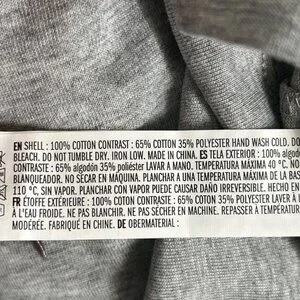 EN SHELL : 100% COTTON CONTRAST : 65% COTTON 35% POLYESTER HAND WASH COLD. DO
BLEACH. DO NOT TUMBLE DRY. IRON LOW. MADE IN CHINA. ES TELA EXTERIOR : 100% algodón
CONTRASTE : 65% algodón 35% poliéster LAVAR A MANO. TEMPERATURA MÁXIMA 40 °C. NO
BLANQUEADOR. NO SECAR EN MÁQUINA. PLANCHAR A UNA TEMPERATURA MÁXIMA DE LA BASE
110 °C, SIN VAPOR. PLANCHAR CON VAPOR PUEDE CAUSAR DAÑO IRREVERSIBLE. HECHO EN
FR ÉTOFFE EXTÉRIEURE : 100% COTON CONTRASTE : 65% COTON 35% POLYESTER LAVER À
À L'EAU FROIDE. NE PAS BLANCHIR. NE PAS SÉCHER EN MACHINE. REPASSER À TEMPÉRATURE
MODÉRÉE. FABRIQUÉ EN CHINE. DE OBERMATERIAL :